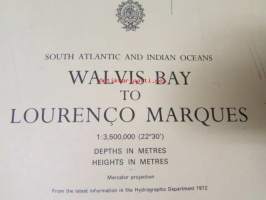 SOUTH ATLANTIC AND INDIAN OCEANS
WALVIS BAY
TO
LOURENÇO MARQUES
1:3,500,000 (22°30')
DEPTHS IN METRES
HEIGHTS IN METRES
Mercator projection
From the latest information in the Hydrographic Department 1972